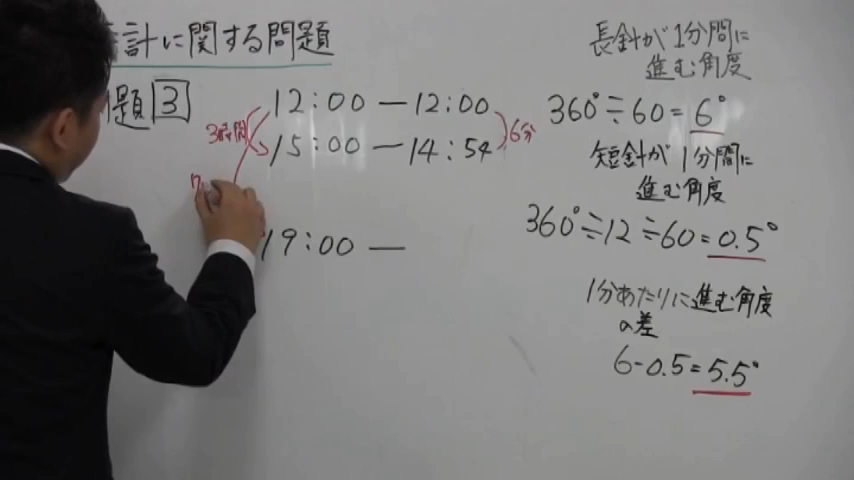 計に関する問題
題 3
12:00 — 12:00
3時間
6分
15:00 — 14:54
7
19:00 —
長針が1分間に
進む角度
360°÷60=6°
短針が1分間に
進む角度
360°÷12÷60=0.5°
1分あたりに進む角度
の差
6-0.5=5.5°